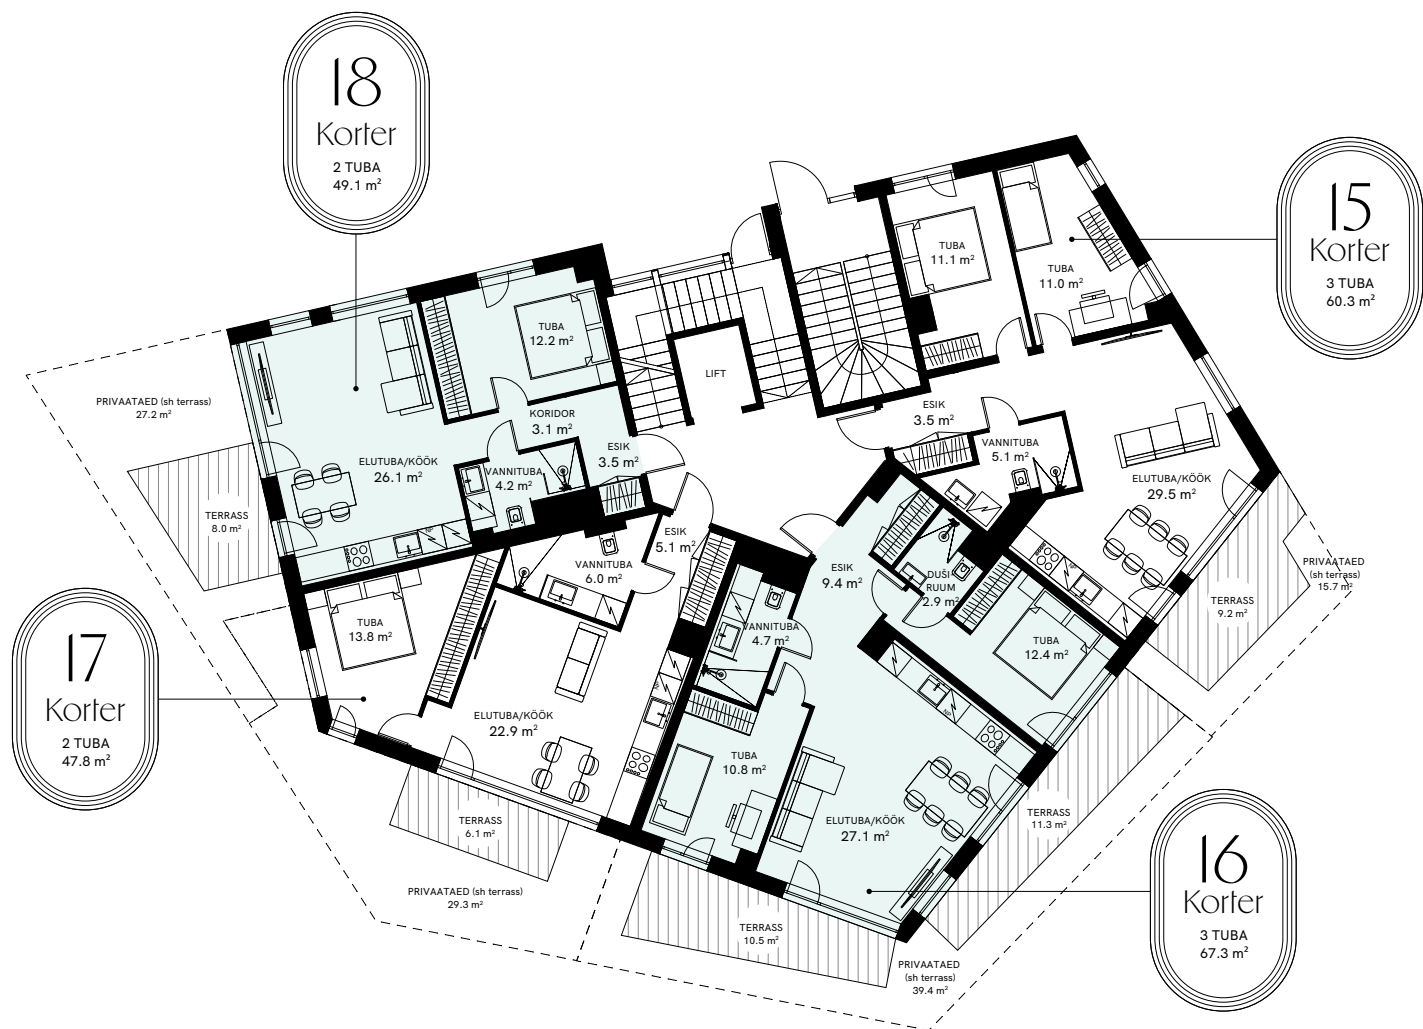 18
Korter
2 TUBA
49.1 m²
15
Korter
3 TUBA
60.3 m²
TUBA
11.1 m²
TUBA
11.0 m²
TUBA
12.2 m²
LIFT
PRIVAATAED (sh terrass)
27.2 m²
KORIDOR
3.1 m²
ESIK
3.5 m²
ESIK
3.5 m²
VANNITUBA
5.1 m²
ELUTUBA/KÖÖK
26.1 m²
VANNITUBA
4.2 m²
ELUTUBA/KÖÖK
29.5 m²
TERRASS
8.0 m²
NP
ESIK
5.1 m²
VANNITUBA
6.0 m²
ESIK
9.4 m²
DUŠI
RUUM
2.9 m²
NP
PRIVAATAED
(sh terrass)
15.7 m²
TERRASS
9.2 m²
TUBA
13.8 m²
VANNITUBA
4.7 m²
TUBA
12.4 m²
17
Korter
2 TUBA
47.8 m²
NP
ELUTUBA/KÖÖK
22.9 m²
NP
TUBA
10.8 m²
TERRASS
6.1 m²
ELUTUBA/KÖÖK
27.1 m²
TERRASS
11.3 m²
16
Korter
3 TUBA
67.3 m²
PRIVAATAED (sh terrass)
29.3 m²
TERRASS
10.5 m²
PRIVAATAED
(sh terrass)
39.4 m²